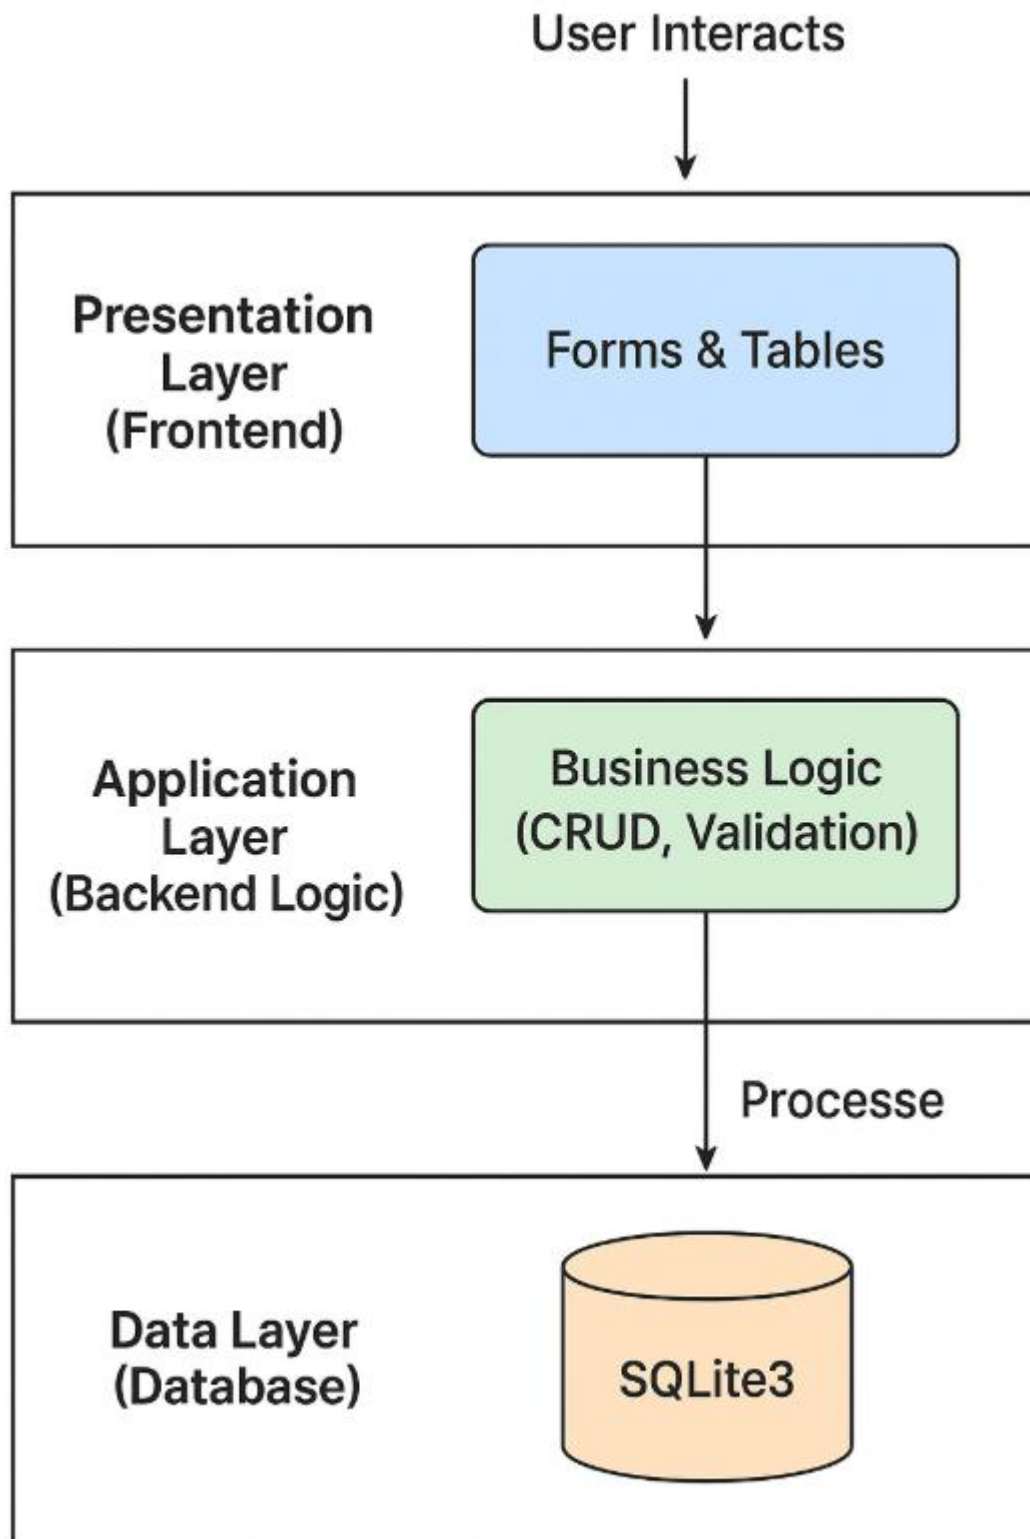 User Interacts
Presentation
Layer
(Frontend)
Forms & Tables
Application
Layer
(Backend Logic)
Business Logic
(CRUD, Validation)
Processe
Data Layer
(Database)
SQLite3